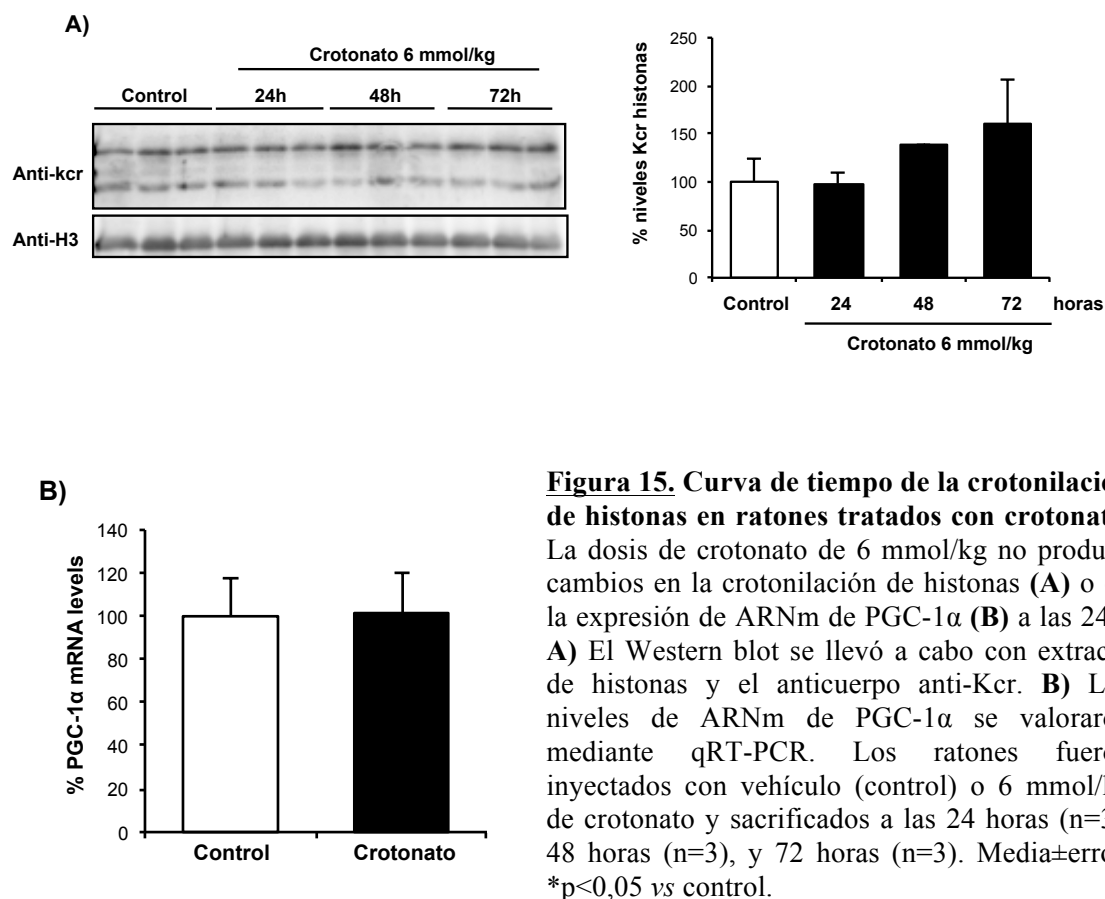 A)
Crotonato 6 mmol/kg
Control 24h 48h 72h
Anti-kcr
Anti-H3
% niveles Kcr histonas
250
200
150
100
50
0
Control 24 48 72 horas
Crotonato 6 mmol/kg
B)
% PGC-1α mRNA levels
140
120
100
80
60
40
20
0
Control Crotonato
Figura 15. Curva de tiempo de la crotonilació
de histonas en ratones tratados con crotonat
La dosis de crotonato de 6 mmol/kg no produ
cambios en la crotonilación de histonas (A) o
la expresión de ARNm de PGC-1α (B) a las 24
A) El Western blot se llevó a cabo con extrac
de histonas y el anticuerpo anti-Kcr. B) L
niveles de ARNm de PGC-1α se valoraro
mediante qRT-PCR. Los ratones fuero
inyectados con vehículo (control) o 6 mmol/
de crotonato y sacrificados a las 24 horas (n=3
48 horas (n=3), y 72 horas (n=3). Media±erro
*p<0,05 vs control.